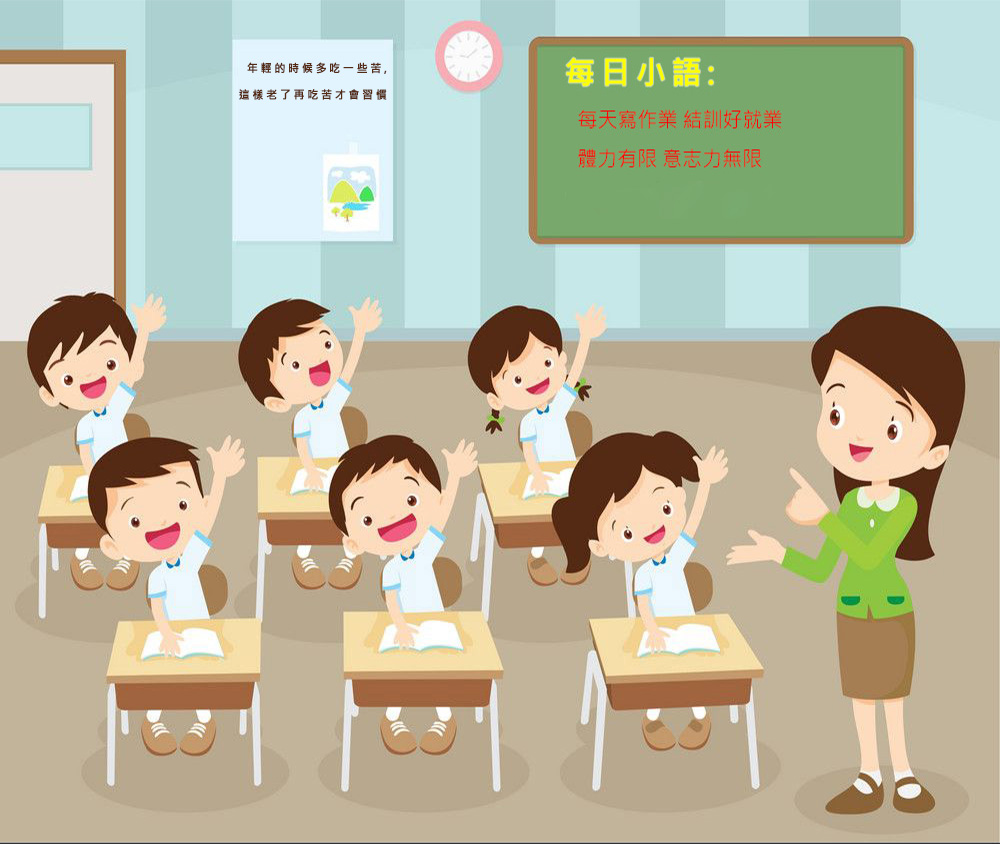 年輕的時候多吃一些苦,
這樣老了再吃苦才會習慣
每日小語:
每天寫作業 結訓好就業
體力有限 意志力無限